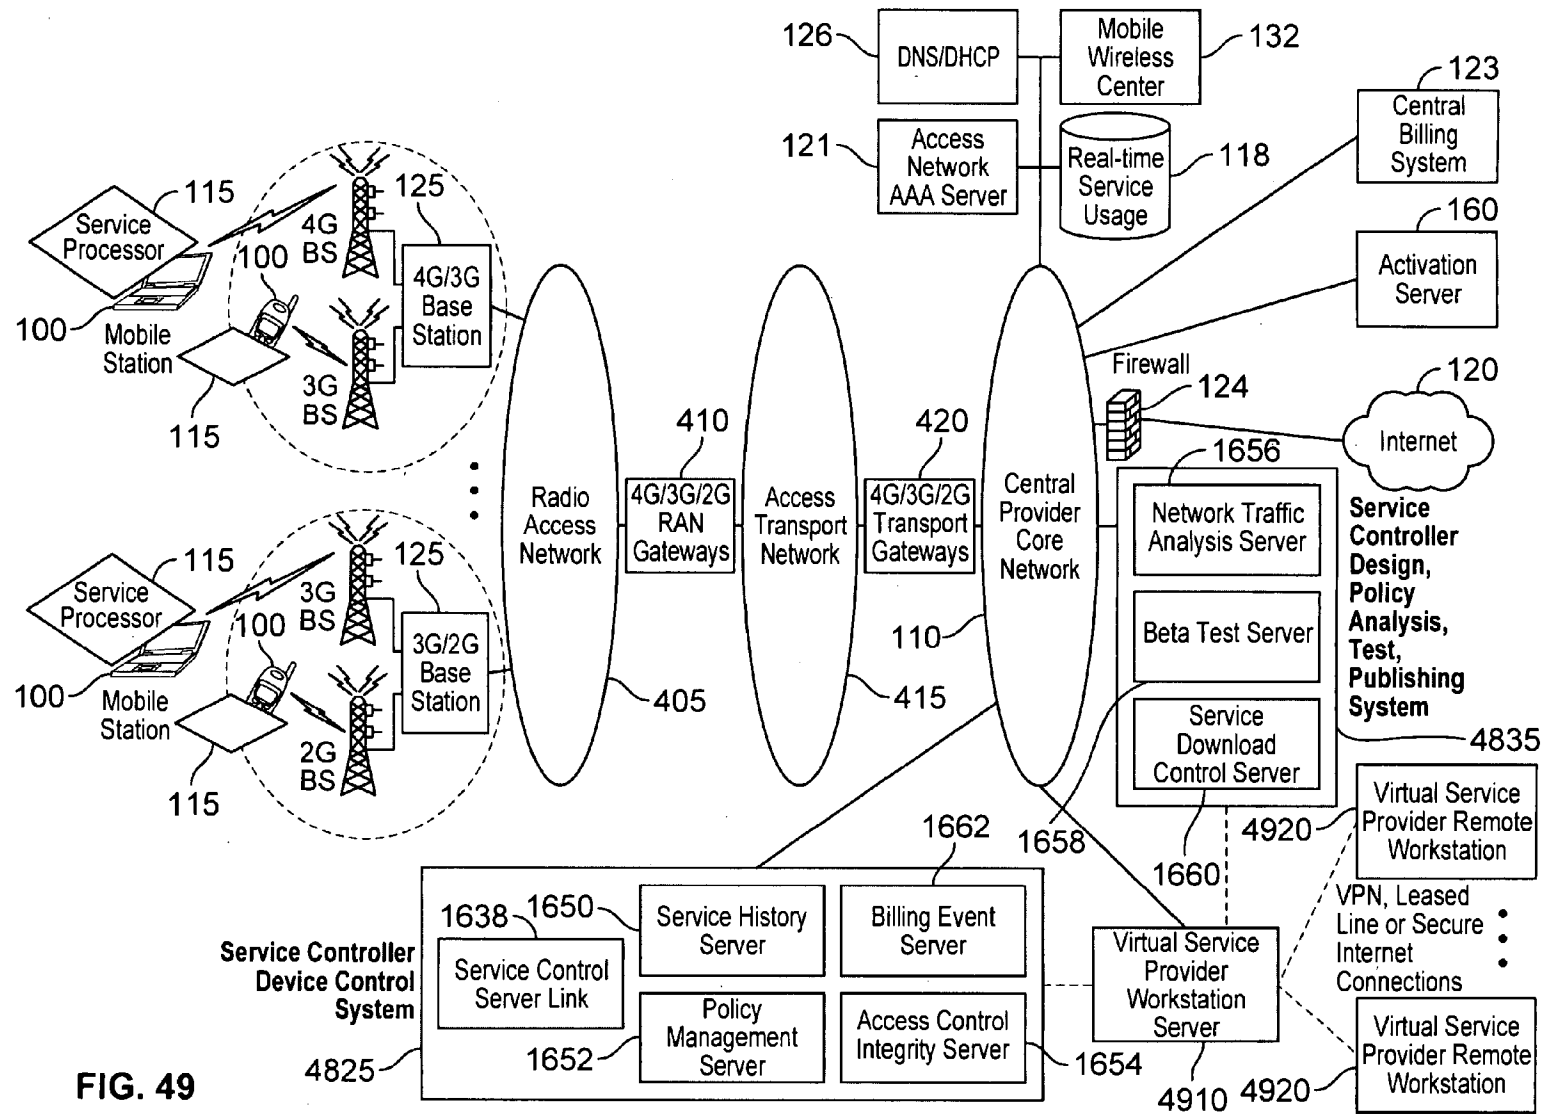 126
DNS/DHCP
Mobile
Wireless
Center
132
121
Access
Network
AAA Server
Real-time
Service
Usage
118
123
Central
Billing
System
160
Activation
Server
Firewall
124
120
Internet
115
Service
Processor
100
Mobile
Station
4G
BS
100
3G
BS
115
125
4G/3G
Base
Station
115
Service
Processor
100
Mobile
Station
3G
BS
100
2G
BS
115
125
3G/2G
Base
Station
Radio
Access
Network
405
410
4G/3G/2G
RAN
Gateways
Access
Transport
Network
415
420
4G/3G/2G
Transport
Gateways
Central
Provider
Core
Network
110
1656
Network Traffic
Analysis Server
Beta Test Server
1658
Service
Download
Control Server
1660
Service
Controller
Design,
Policy
Analysis,
Test,
Publishing
System
4835
Service Controller
Device Control
System
4825
1638
Service Control
Server Link
1650
Service History
Server
1662
Billing Event
Server
1652
Policy
Management
Server
Access Control
Integrity Server
1654
Virtual Service
Provider
Workstation
Server
4910
4920
Virtual Service
Provider Remote
Workstation
VPN, Leased
Line or Secure
Internet
Connections
4920
Virtual Service
Provider Remote
Workstation
FIG. 49